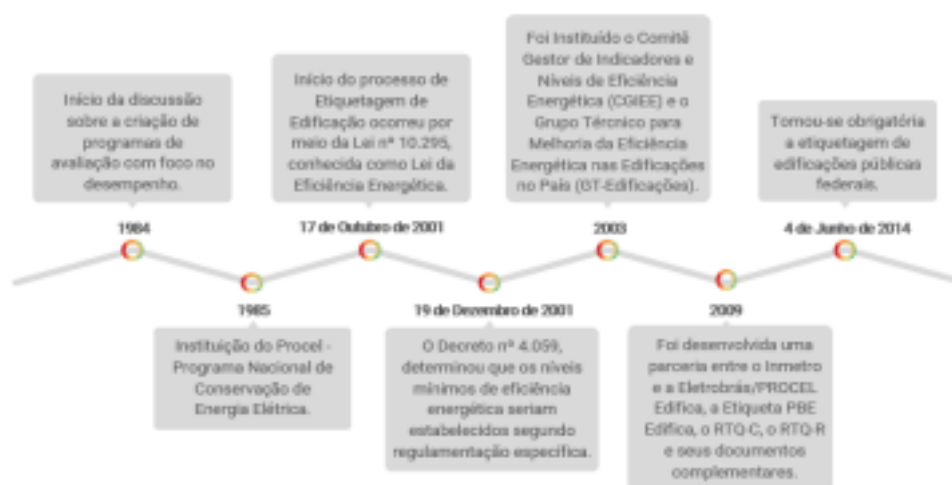 Início da discussão
sobre a criação de
programas de
avaliação com foco no
desempenho.
1984
1985
Instituição do Procel -
Programa Nacional de
Conservação de
Energia Elétrica.
Início do processo de
Etiquetagem de
Edificação ocorreu por
meio da Lei nº 10.295,
conhecida como Lei da
Eficiência Energética.
17 de Outubro de 2001
19 de Dezembro de 2001
O Decreto nº 4.059,
determinou que os níveis
mínimos de eficiência
energética seriam
estabelecidos segundo
regulamentação específica.
Foi Instituído o Comitê
Gestor de Indicadores e
Níveis de Eficiência
Energética (CGIEE) e o
Grupo Tércnico para
Melhoria da Eficiência
Energética nas Edificações
no País (GT-Edificações).
2003
2009
Foi desenvolvida uma
parceria entre o Inmetro
e a Eletrobrás/PROCEL
Edifica, a Etiqueta PBE
Edifica, o RTQ-C, o RTQ-R
e seus documentos
complementares.
Tornou-se obrigatória
a etiquetagem de
edificações públicas
federais.
4 de Junho de 2014